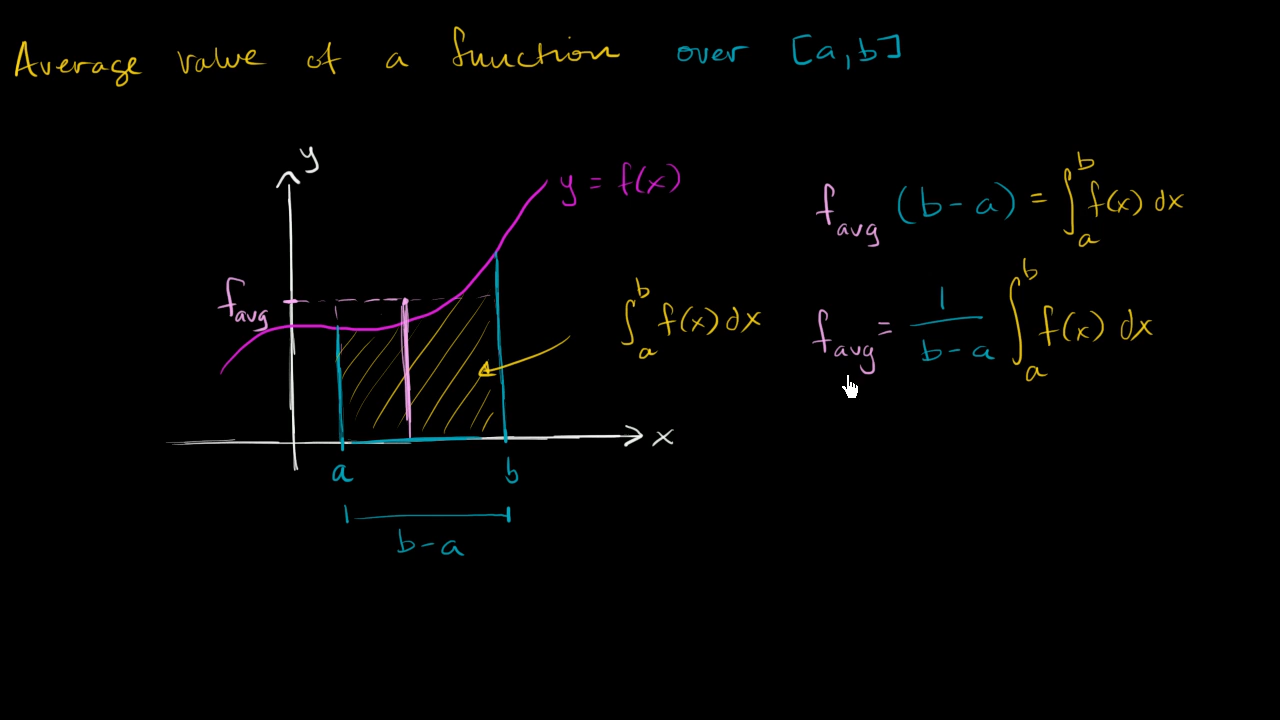 Average value of a function over [a,b]
y
y = f(x)
f_avg
∫_a^b f(x) dx
x
a
b
b-a
f_avg (b-a) = ∫_a^b f(x) dx
f_avg = 1/(b-a) ∫_a^b f(x) dx